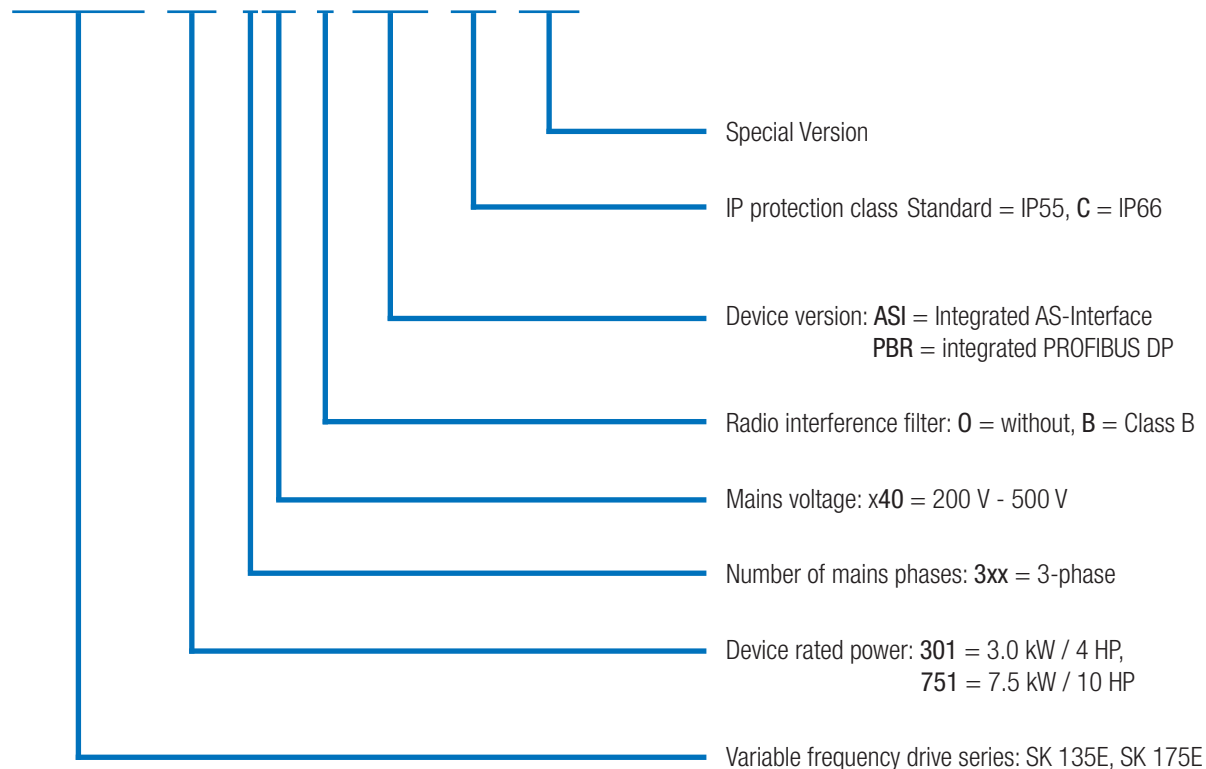 Special Version
IP protection class Standard = IP55, C = IP66
Device version: ASI = Integrated AS-Interface
PBR = integrated PROFIBUS DP
Radio interference filter: O = without, B = Class B
Mains voltage: x40 = 200 V - 500 V
Number of mains phases: 3xx = 3-phase
Device rated power: 301 = 3.0 kW / 4 HP,
751 = 7.5 kW / 10 HP
Variable frequency drive series: SK 135E, SK 175E